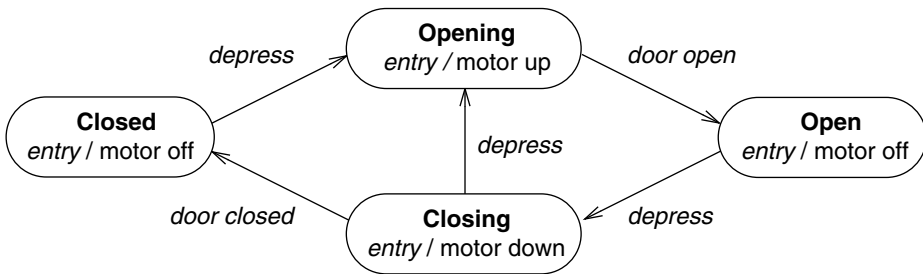 Opening
entry / motor up
depress
door open
Closed
entry / motor off
Open
entry / motor off
depress
door closed
depress
Closing
entry / motor down